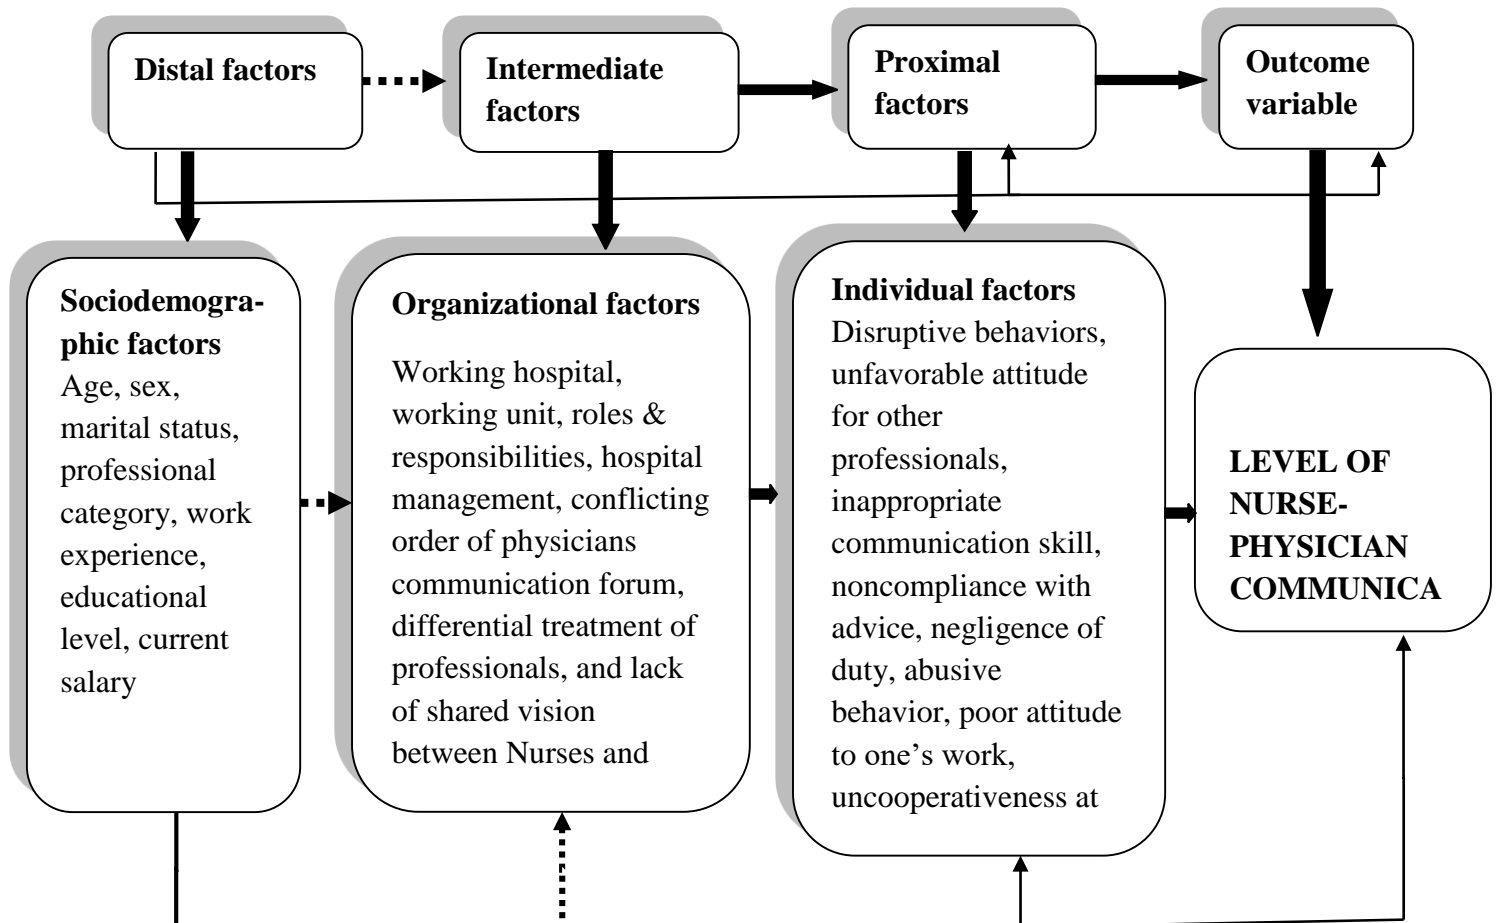 Distal factors
Intermediate
factors
Proximal
factors
Outcome
variable
Sociodemogra-
phic factors
Age, sex,
marital status,
professional
category, work
experience,
educational
level, current
salary
Organizational factors
Working hospital,
working unit, roles &
responsibilities, hospital
management, conflicting
order of physicians
communication forum,
differential treatment of
professionals, and lack
of shared vision
between Nurses and
Individual factors
Disruptive behaviors,
unfavorable attitude
for other
professionals,
inappropriate
communication skill,
noncompliance with
advice, negligence of
duty, abusive
behavior, poor attitude
to one’s work,
uncooperativeness at
LEVEL OF
NURSE-
PHYSICIAN
COMMUNICA